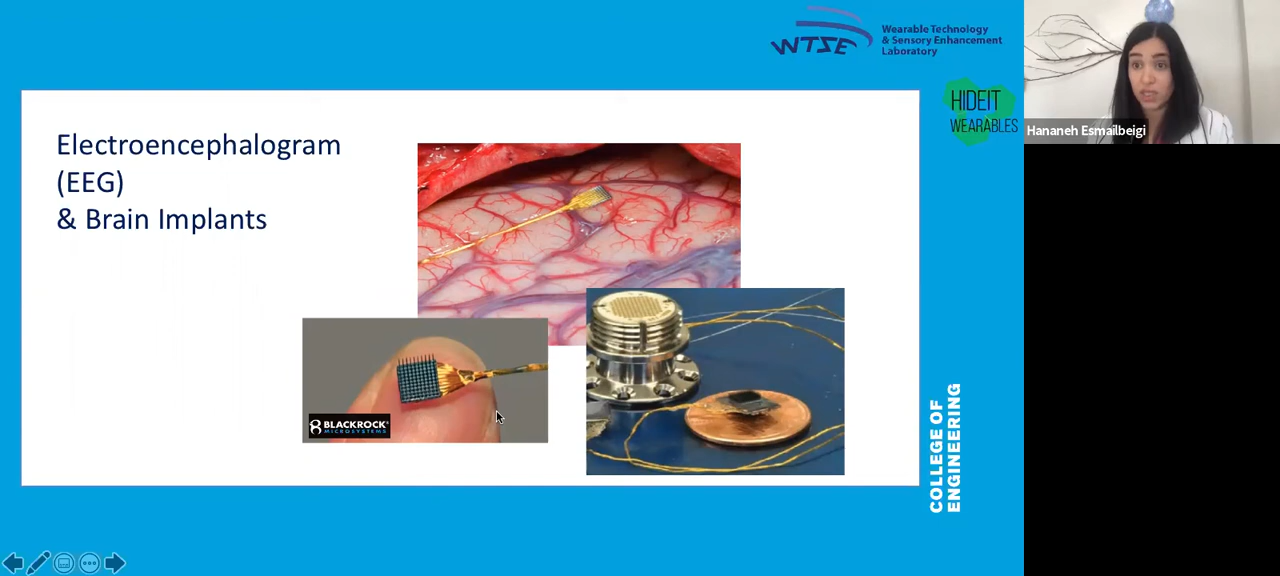 WTSE
Wearable Technology
& Sensory Enhancement
Laboratory
HIDEIT
WEARABLES
Hananeh Esmailbeigi
Electroencephalogram
(EEG)
& Brain Implants
BLACKROCK
MICROSYSTEMS
COLLEGE OF
ENGINEERING